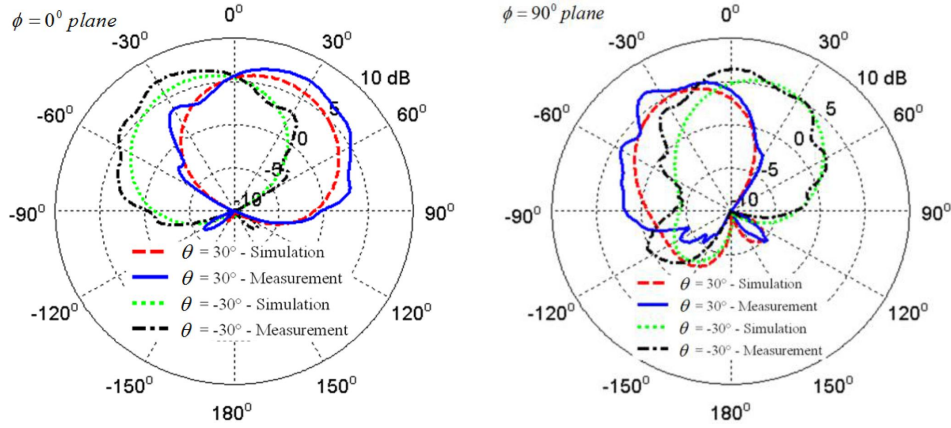 ϕ = 0⁰ plane
0⁰
-30⁰
30⁰
10 dB
-60⁰
5
60⁰
0
-5
-10
-90⁰
90⁰
θ = 30° - Simulation
θ = 30° - Measurement
θ = -30° - Simulation
θ = -30° - Measurement
-120⁰
120⁰
-150⁰
150⁰
180⁰
ϕ = 90⁰ plane
0⁰
-30⁰
30⁰
10 dB
-60⁰
5
60⁰
0
-5
-10
-90⁰
90⁰
θ = 30° - Simulation
θ = 30° - Measurement
θ = -30° - Simulation
θ = -30° - Measurement
-120⁰
120⁰
-150⁰
150⁰
180⁰